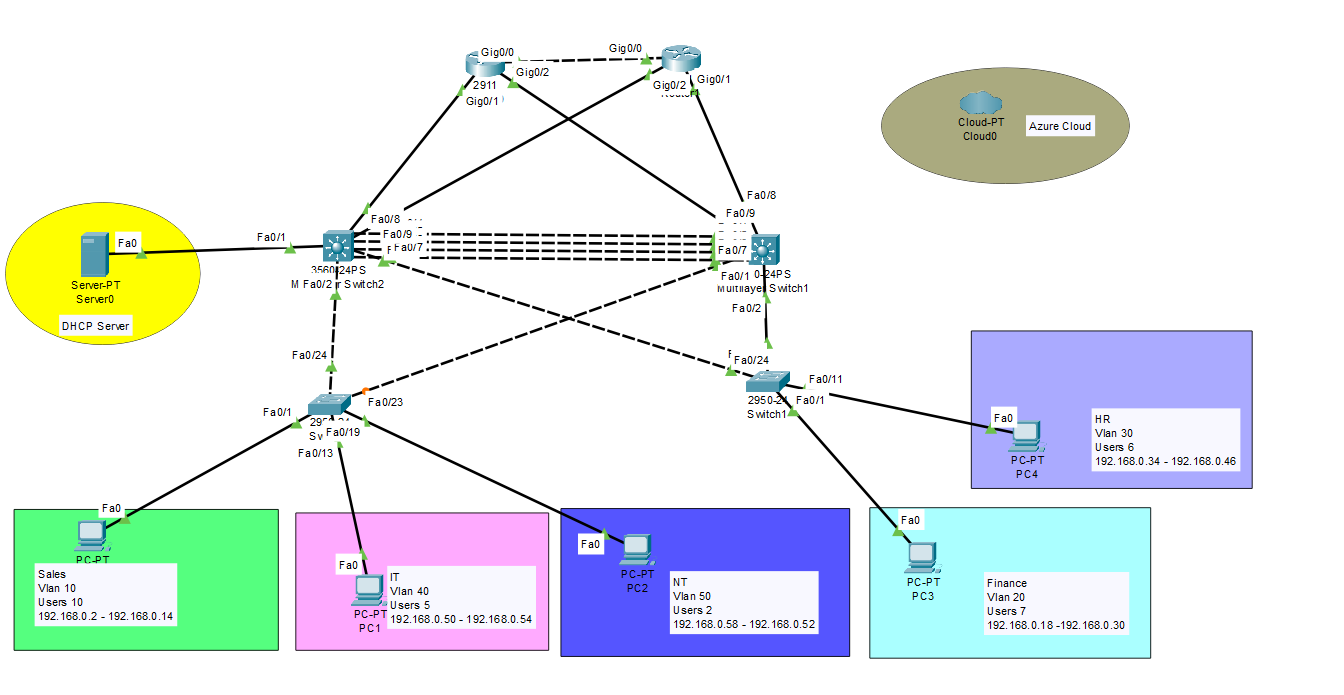 Gig0/0
Gig0/0
Gig0/2
2911
Gig0/1
Gig0/2
Gig0/1
Cloud-PT
Cloud0
Azure Cloud
Fa0/8
Fa0/9
Fa0/8
Fa0/9
Fa0/7
Fa0/7
Fa0/1
Fa0
Fa0/1
3560-24PS
Fa0/2
Switch2
Server-PT
Server0
DHCP Server
0-24PS
Multilayer Switch1
Fa0/2
Fa0/24
Fa0/24
Fa0/11
2950-24
Switch1
Fa0/1
Fa0/23
Fa0/1
Fa0/19
Fa0/13
Fa0
PC-PT
PC4
HR
Vlan 30
Users 6
192.168.0.34 - 192.168.0.46
Fa0
PC-PT
Sales
Vlan 10
Users 10
192.168.0.2 - 192.168.0.14
Fa0
PC-PT
PC1
IT
Vlan 40
Users 5
192.168.0.50 - 192.168.0.54
Fa0
PC-PT
PC2
NT
Vlan 50
Users 2
192.168.0.58 - 192.168.0.52
Fa0
PC-PT
PC3
Finance
Vlan 20
Users 7
192.168.0.18 -192.168.0.30